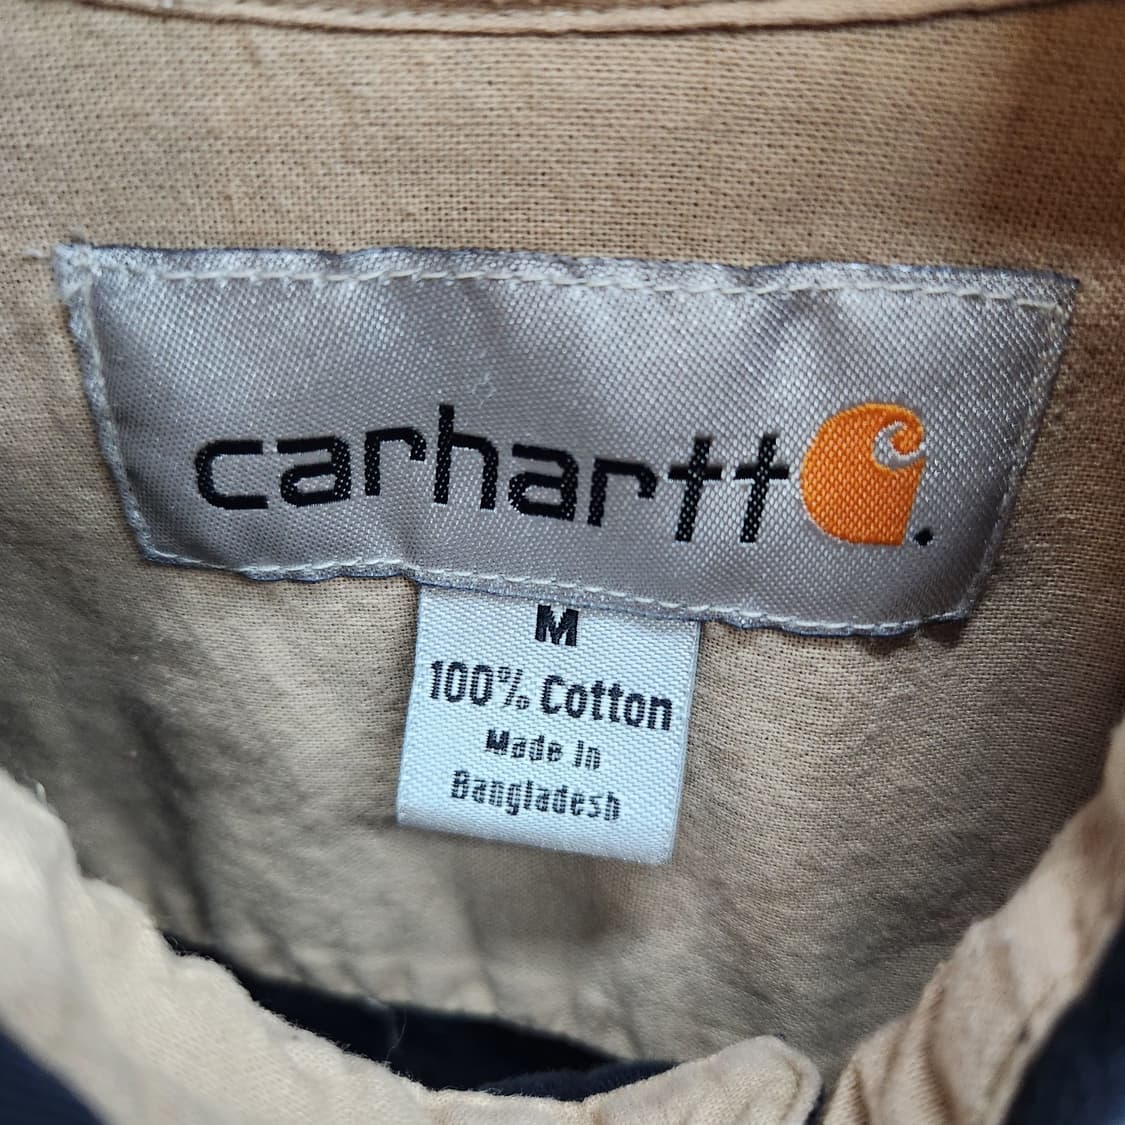 carhartt.
M
100% Cotton
Made In
Bangladesh